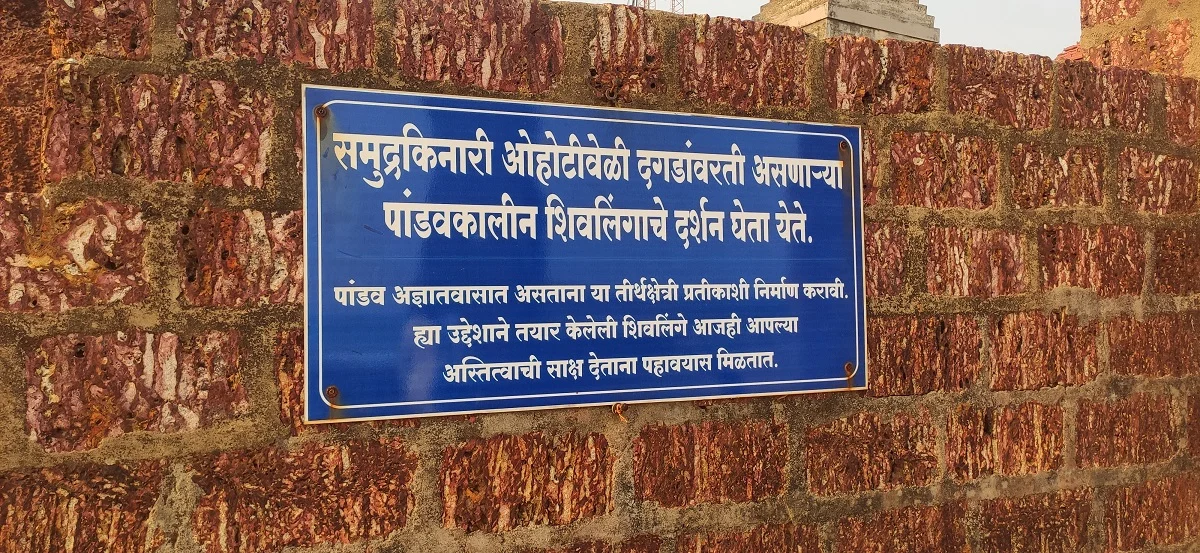 समुद्रकिनारी ओहोटीवेळी दगडांवरती असणाऱ्या
पांडवकालीन शिवलिंगाचे दर्शन घेता येते.
पांडव अज्ञातवासात असताना या तीर्थक्षेत्री प्रतीकाशी निर्माण करावी.
ह्या उद्देशाने तयार केलेली शिवलिंगे आजही आपल्या
अस्तित्वाची साक्ष देताना पहावयास मिळतात.